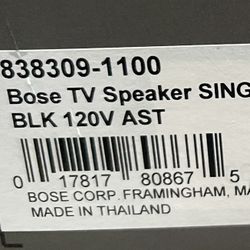 838309-1100
Bose TV Speaker SING
BLK 120V AST
0 17817 80867 5
BOSE CORP. FRAMINGHAM, MA
MADE IN THAILAND